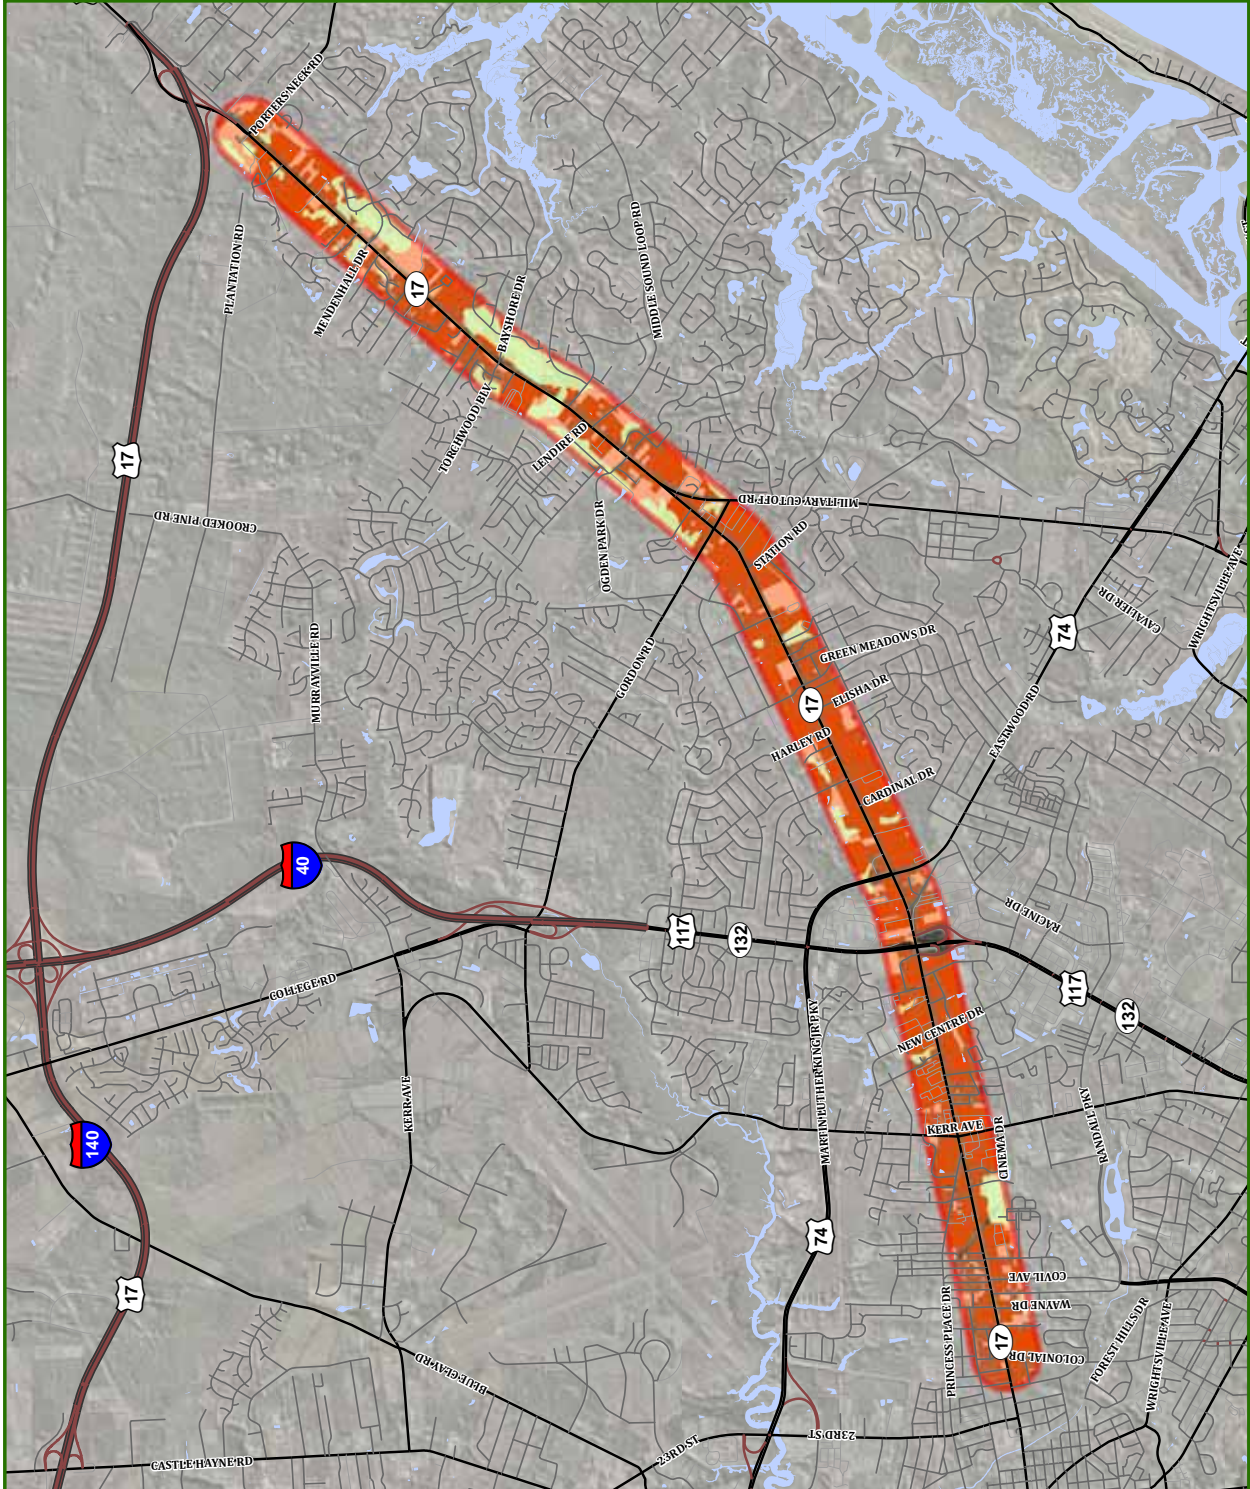 PORTERS NECK RD
PLANTATION RD
MIDDLE SOUND LOOP RD
MENDENHALL DR
17
BAYSHORE DR
TORCHWOOD BLV
17
LENDIRE RD
CROOKED PINE RD
MILITARY CUTOFF RD
OGDEN PARK DR
STATION RD
WRIGHTSVILLE AVE
CAVALIER DR
74
GREEN MEADOWS DR
MURRAYVILLE RD
GORDON RD
ELISHA DR
17
EASTWOOD RD
HARLEY RD
CARDINAL DR
40
RACINE DR
117
132
COLLEGE RD
117
132
NEW CENTRE DR
MARTIN LUTHER KING JR PKY
KERR AVE
KERR AVE
RANDALL PKY
CINEMA DR
140
74
COVIL AVE
17
WAYNE DR
PRINCESS PLACE DR
FOREST HILLS DR
WRIGHTSVILLE AVE
17
COLONIAL DR
BLUE CLAY RD
23RD ST
23RD ST
CASTLE HAYNE RD